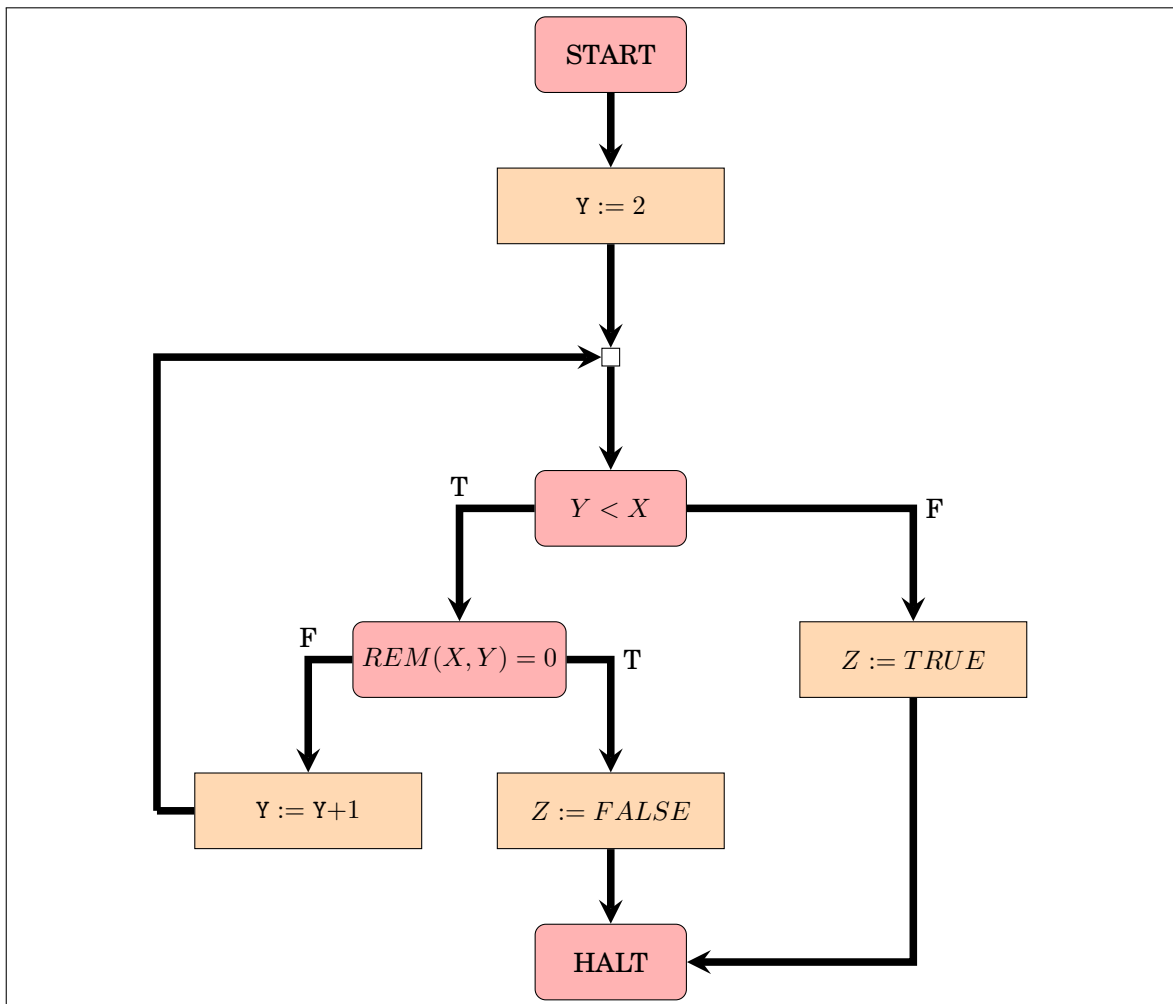 START
Y := 2
T
Y < X
F
F
REM(X, Y) = 0
T
Z := TRUE
Y := Y+1
Z := FALSE
HALT